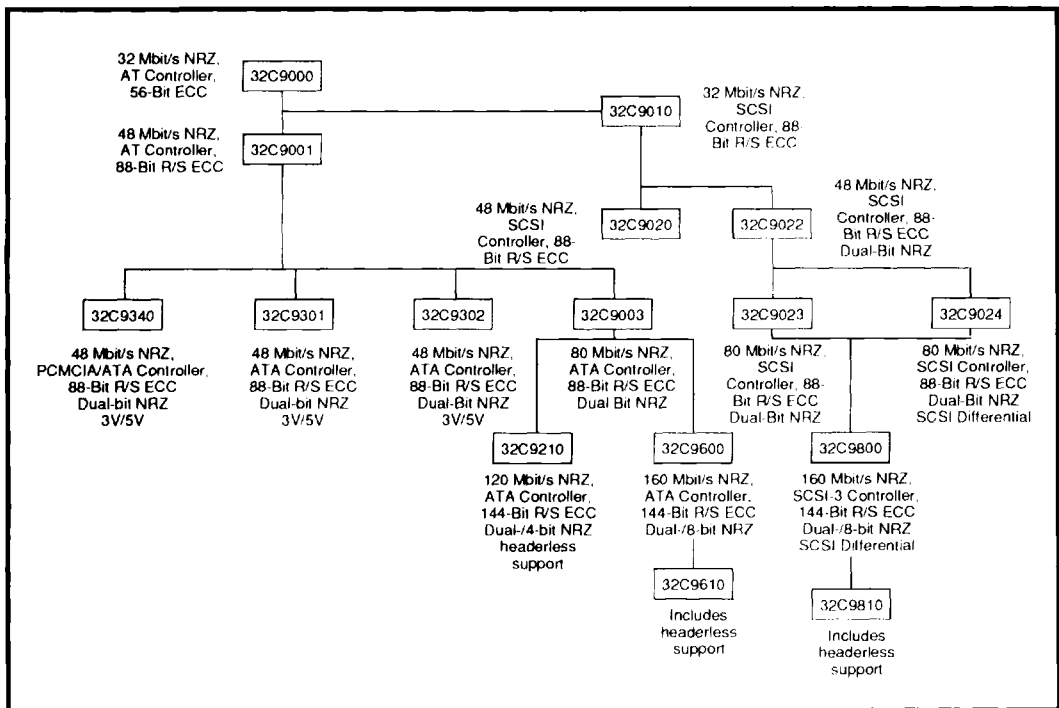 32 Mbit/s NRZ,
AT Controller,
56-Bit ECC
32C9000
32C9010
32 Mbit/s NRZ,
SCSI
Controller, 88-
Bit R/S ECC
48 Mbit/s NRZ,
AT Controller,
88-Bit R/S ECC
32C9001
48 Mbit/s NRZ,
SCSI
Controller, 88-
Bit R/S ECC
32C9020
32C9022
48 Mbit/s NRZ,
SCSI
Controller, 88-
Bit R/S ECC
Dual-Bit NRZ
32C9340
48 Mbit/s NRZ,
PCMCIA/ATA Controller,
88-Bit R/S ECC
Dual-bit NRZ
3V/5V
32C9301
48 Mbit/s NRZ,
ATA Controller,
88-Bit R/S ECC
Dual-bit NRZ
3V/5V
32C9302
48 Mbit/s NRZ,
ATA Controller,
88-Bit R/S ECC
Dual-Bit NRZ
3V/5V
32C9003
80 Mbit/s NRZ,
ATA Controller,
88-Bit R/S ECC
Dual Bit NRZ
32C9023
80 Mbit/s NRZ,
SCSI
Controller, 88-
Bit R/S ECC
Dual-Bit NRZ
32C9024
80 Mbit/s NRZ,
SCSI Controller,
88-Bit R/S ECC
Dual-Bit NRZ
SCSI Differential
32C9210
120 Mbit/s NRZ,
ATA Controller,
144-Bit R/S ECC
Dual-/4-bit NRZ
headerless
support
32C9600
160 Mbit/s NRZ,
ATA Controller,
144-Bit R/S ECC
Dual-/8-bit NRZ
32C9800
160 Mbit/s NRZ,
SCSI-3 Controller,
144-Bit R/S ECC
Dual-/8-bit NRZ
SCSI Differential
32C9610
Includes
headerless
support
32C9810
Includes
headerless
support